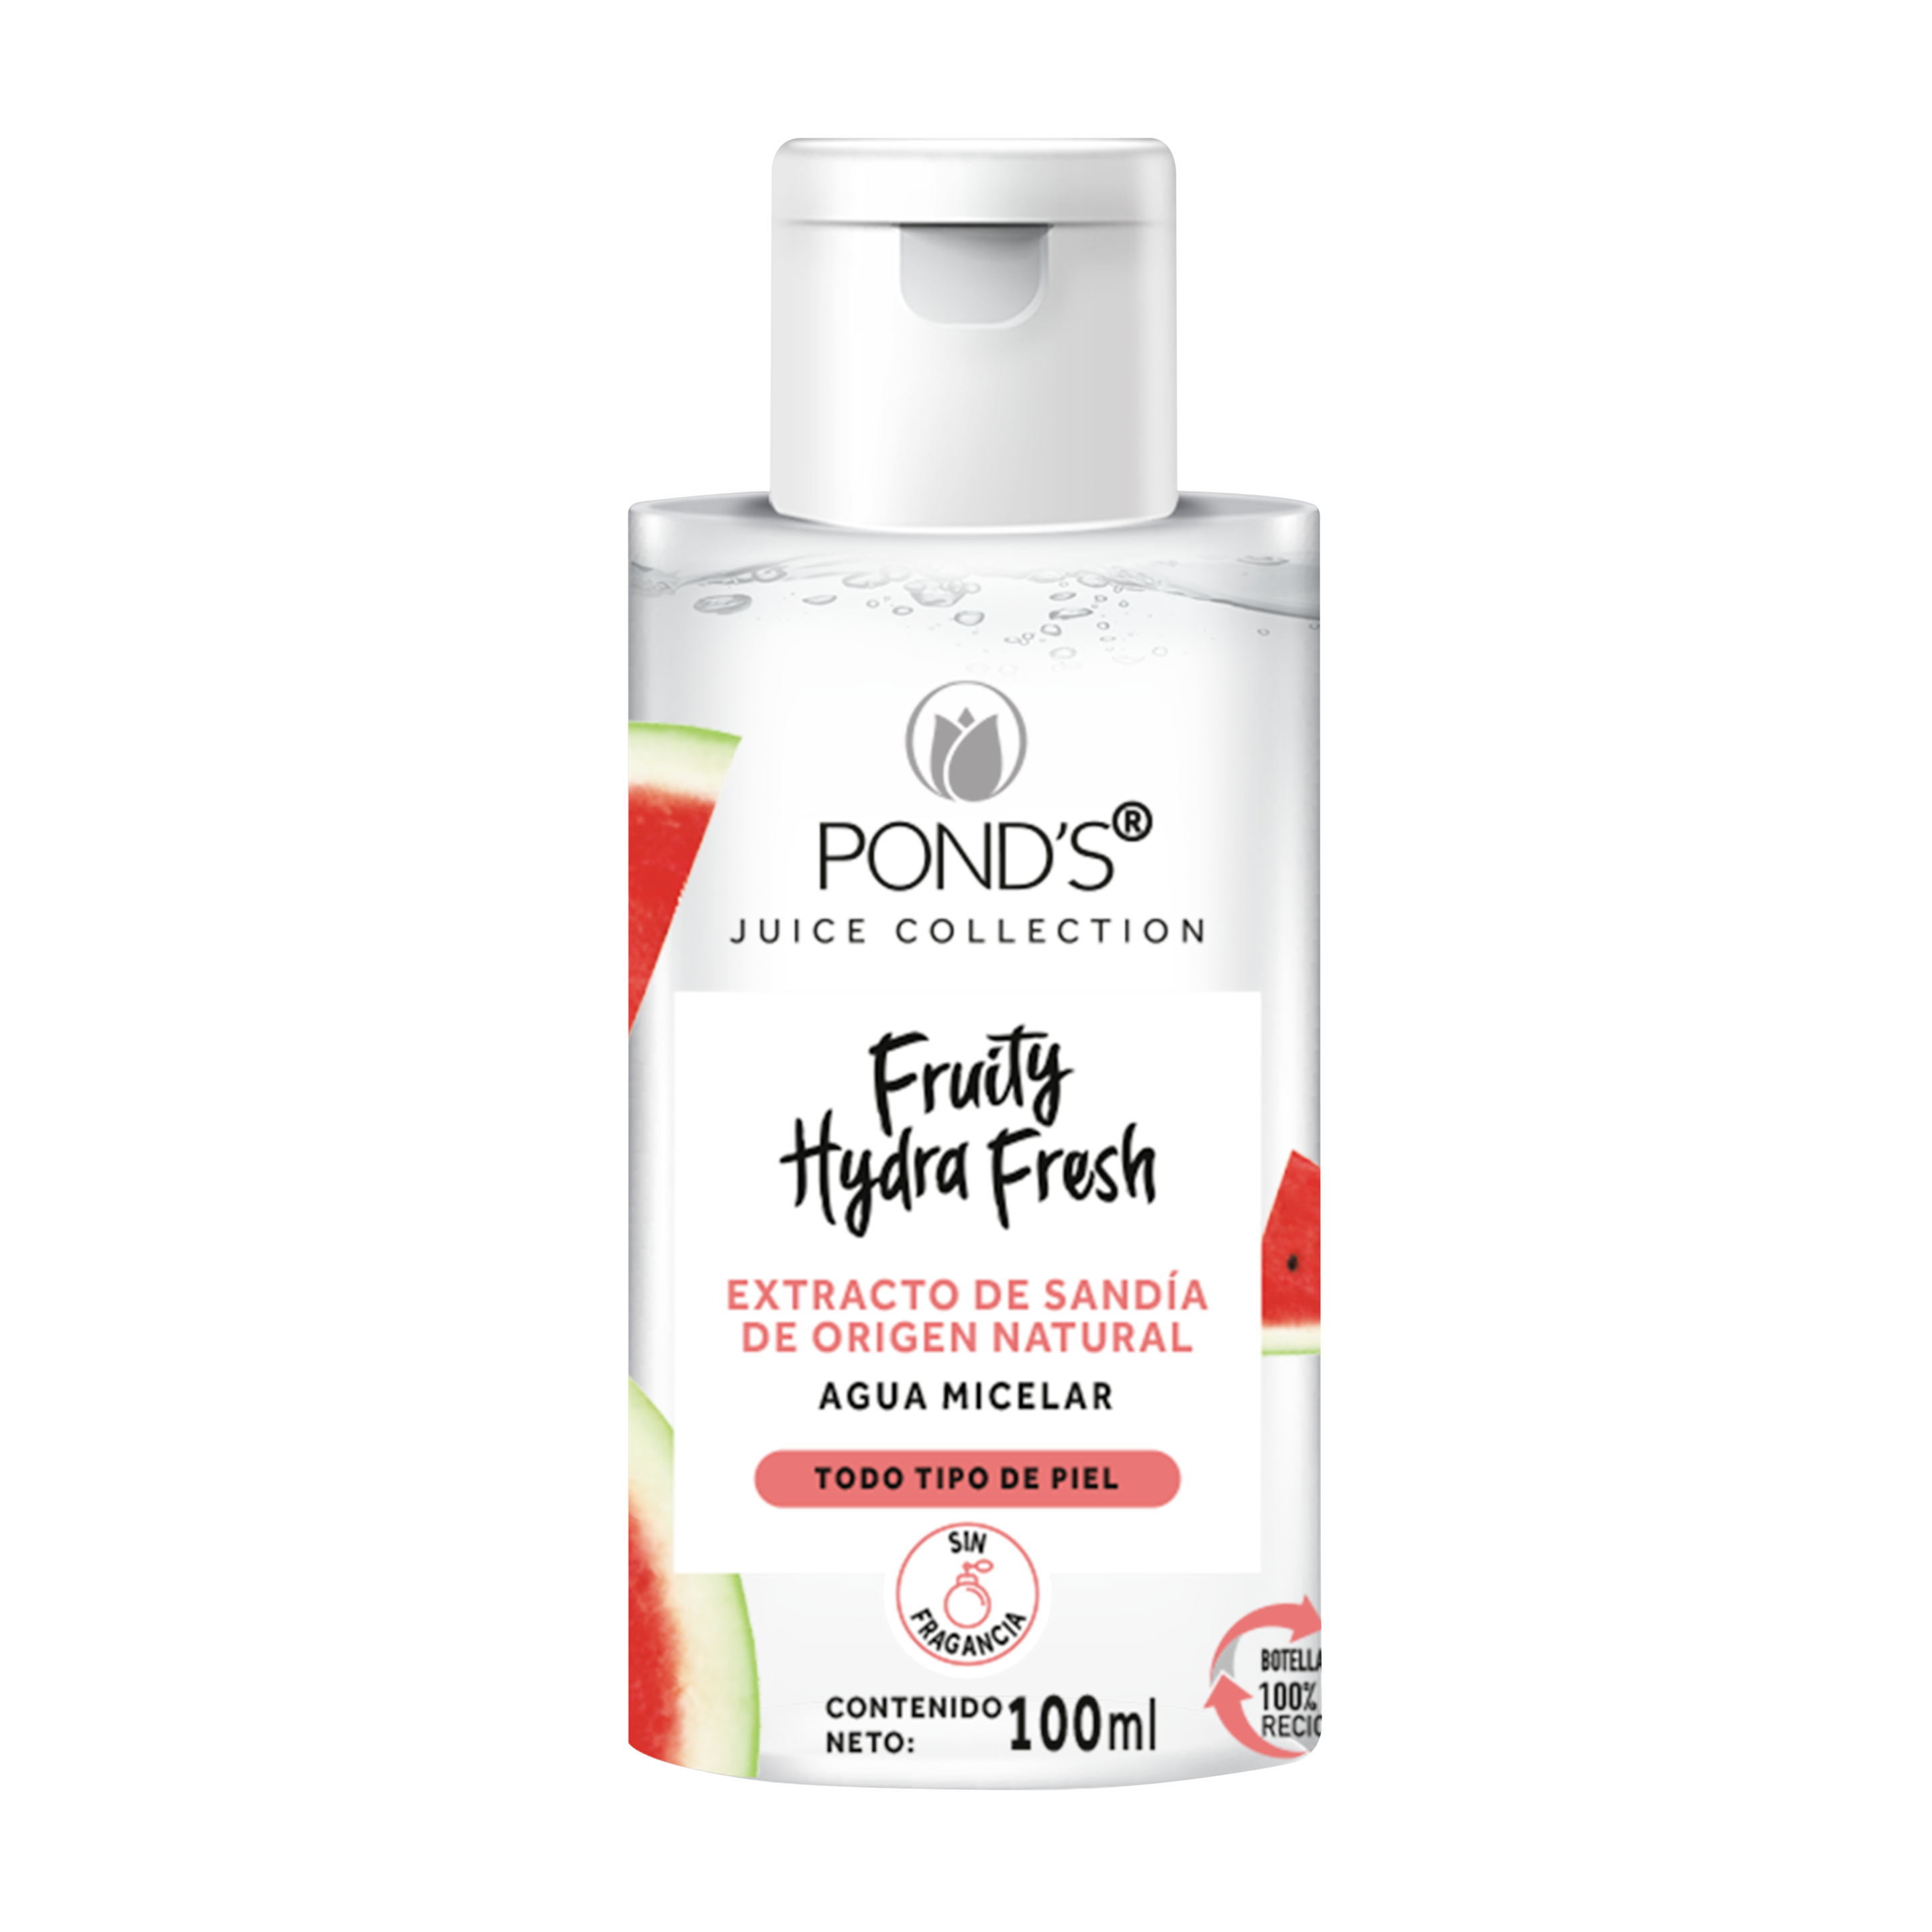 POND'S®
JUICE COLLECTION
Fruity
Hydra Fresh
EXTRACTO DE SANDÍA
DE ORIGEN NATURAL
AGUA MICELAR
TODO TIPO DE PIEL
SIN
FRAGANCIA
CONTENIDO
NETO: 100ml
BOTELLA
100%